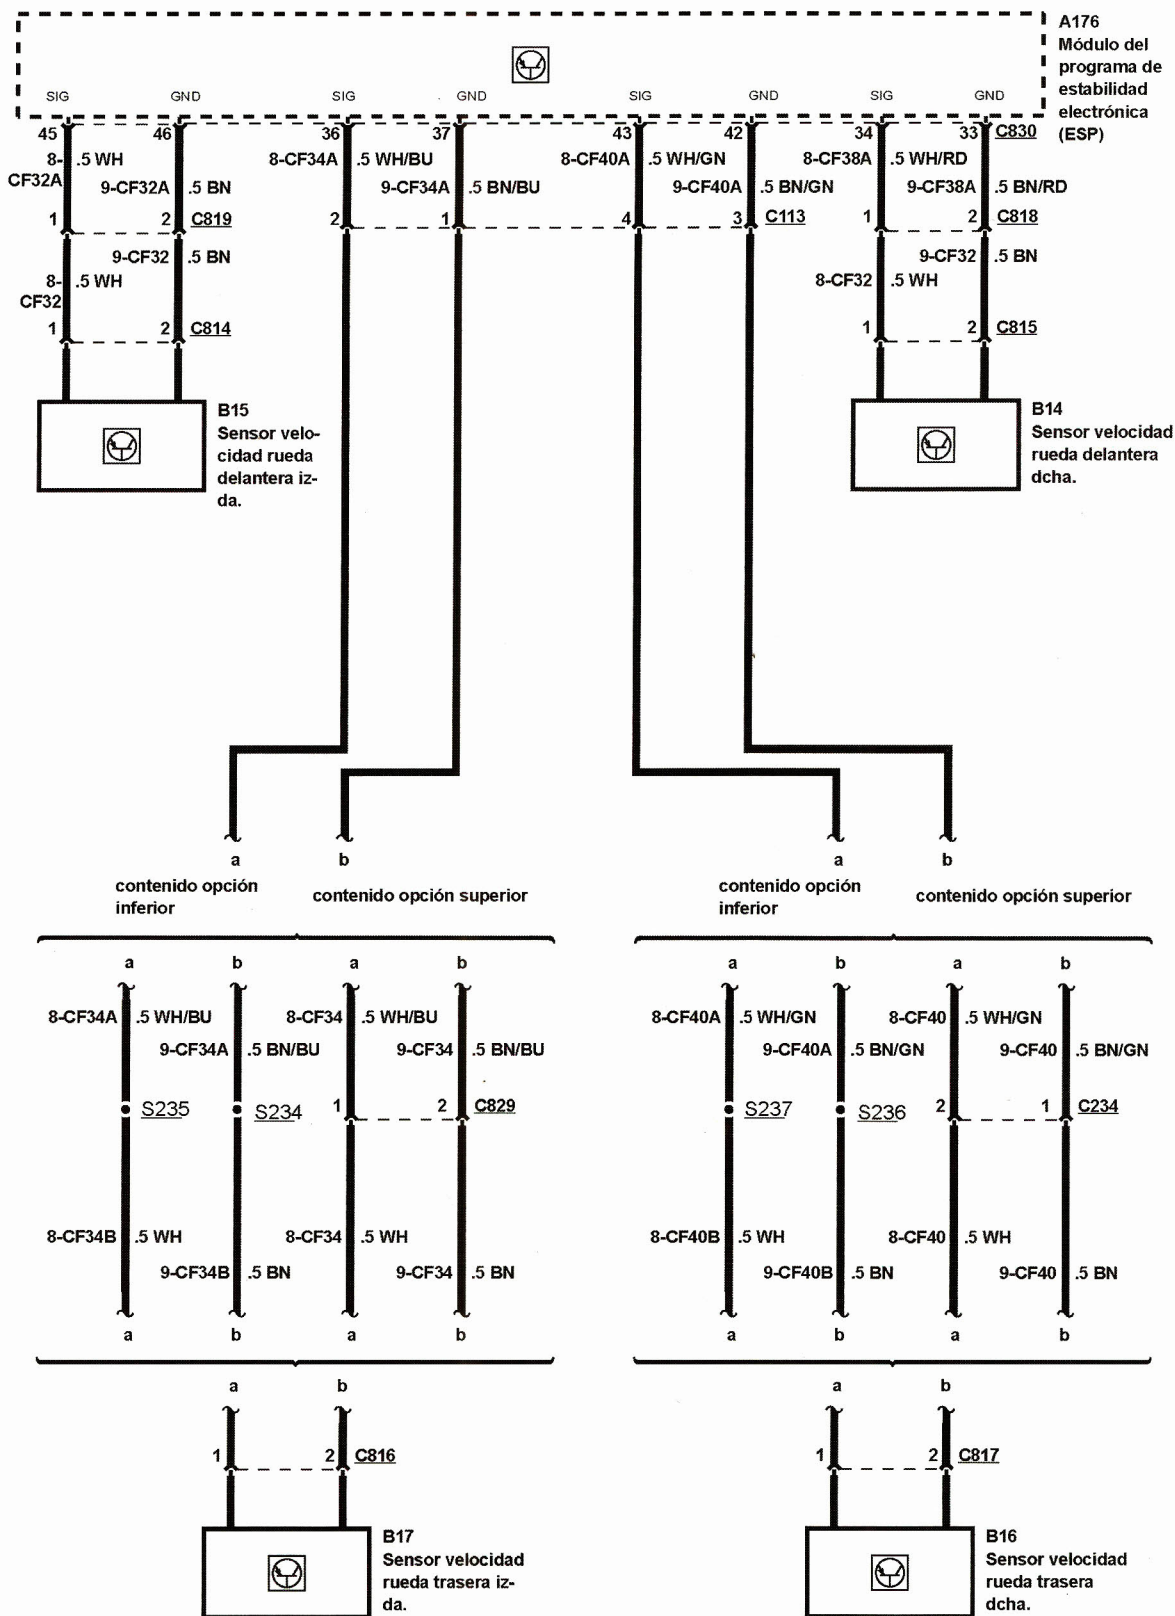 A176
Módulo del
programa de
estabilidad
electrónica
(ESP)
SIG GND SIG GND SIG GND SIG GND
45 46 36 37 43 42 34 33 C830
8-
CF32A
.5 WH
8-CF34A .5 WH/BU
8-CF40A .5 WH/GN
8-CF38A .5 WH/RD
9-CF32A .5 BN
9-CF34A .5 BN/BU
9-CF40A .5 BN/GN
9-CF38A .5 BN/RD
1 2 C819
2 1 4 3 C113
1 2 C818
9-CF32 .5 BN
9-CF32 .5 BN
8-
CF32
.5 WH
8-CF32 .5 WH
1 2 C814
1 2 C815
B15
Sensor velo-
cidad rueda
delantera iz-
da.
B14
Sensor velocidad
rueda delantera
dcha.
a b a b
contenido opción
inferior
contenido opción superior
contenido opción
inferior
contenido opción superior
a b a b a b a b
8-CF34A .5 WH/BU 8-CF34 .5 WH/BU 8-CF40A .5 WH/GN 8-CF40 .5 WH/GN
9-CF34A .5 BN/BU 9-CF34 .5 BN/BU 9-CF40A .5 BN/GN 9-CF40 .5 BN/GN
S235 S234 1 2 C829 S237 S236 2 1 C234
8-CF34B .5 WH 8-CF34 .5 WH 8-CF40B .5 WH 8-CF40 .5 WH
9-CF34B .5 BN 9-CF34 .5 BN 9-CF40B .5 BN 9-CF40 .5 BN
a b a b a b a b
a b a b
1 2 C816 1 2 C817
B17
Sensor velocidad
rueda trasera iz-
da.
B16
Sensor velocidad
rueda trasera
dcha.